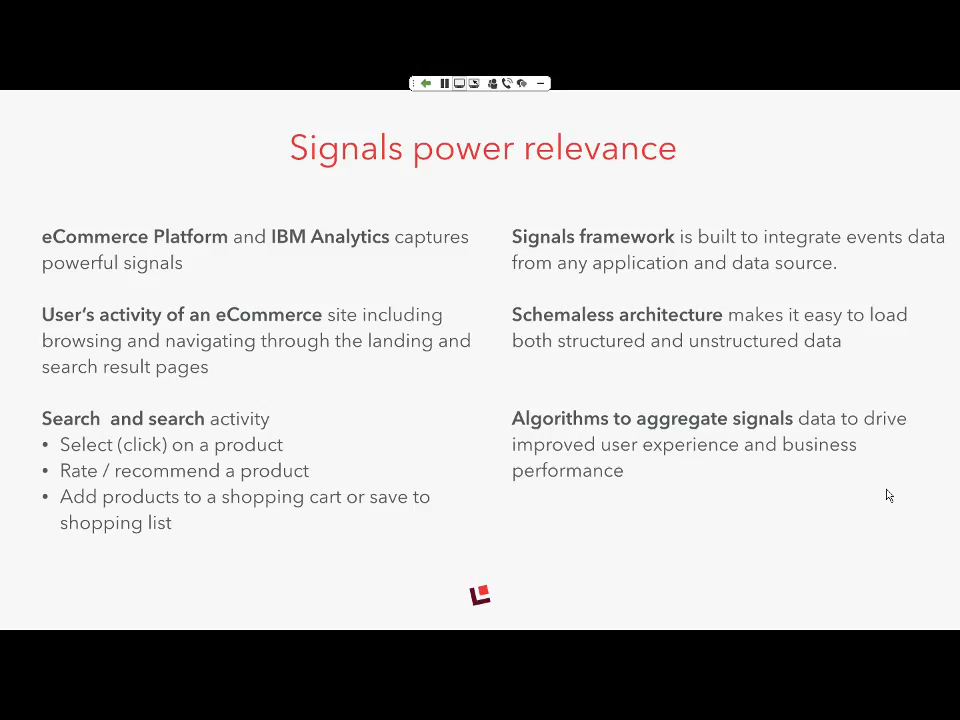 Signals power relevance
eCommerce Platform and IBM Analytics captures
powerful signals
User's activity of an eCommerce site including
browsing and navigating through the landing and
search result pages
Search  and search activity
• Select (click) on a product
• Rate / recommend a product
• Add products to a shopping cart or save to
shopping list
Signals framework is built to integrate events data
from any application and data source.
Schemaless architecture makes it easy to load
both structured and unstructured data
Algorithms to aggregate signals data to drive
improved user experience and business
performance